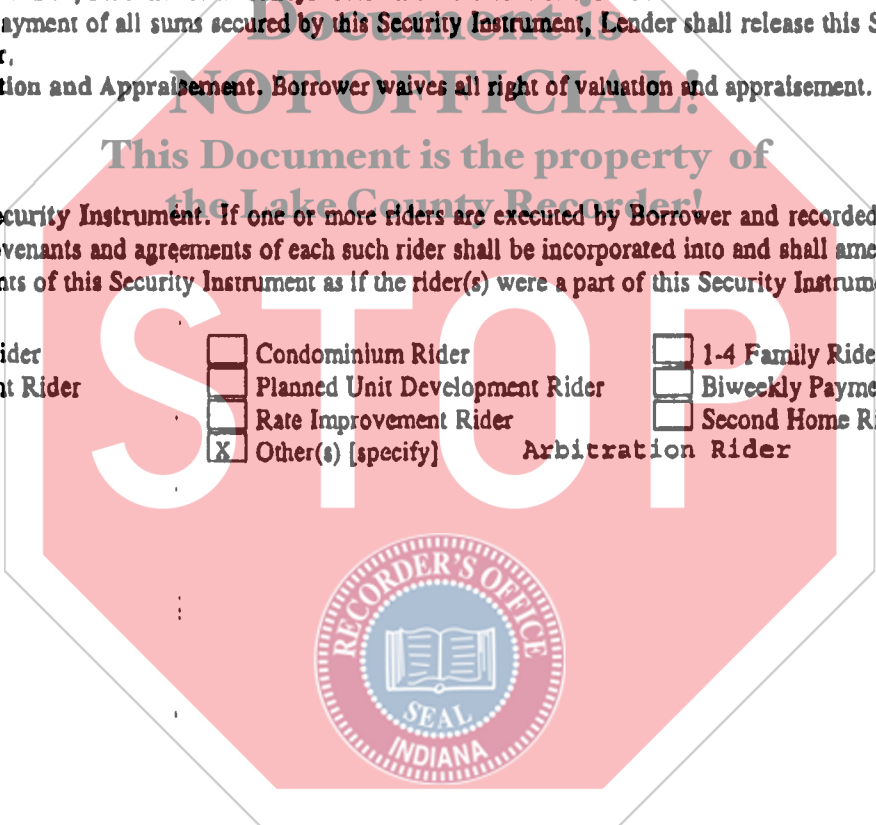 Document is
ayment of all sums secured by this Security Instrument, Lender shall release this S
r.
NOT OFFICIAL!
tion and Appraisement. Borrower waives all right of valuation and appraisement.
This Document is the property of
the Lake County Recorder!
ecurity Instrument. If one or more riders are executed by Borrower and recorded
venants and agreements of each such rider shall be incorporated into and shall ame
nts of this Security Instrument as if the rider(s) were a part of this Security Instrum
STOP
ider Condominium Rider 1-4 Family Ride
nt Rider Planned Unit Development Rider Biweekly Payme
Rate Improvement Rider Second Home Ri
X Other(s) [specify] Arbitration Rider
RECORDER'S OFFICE
SEAL
INDIANA